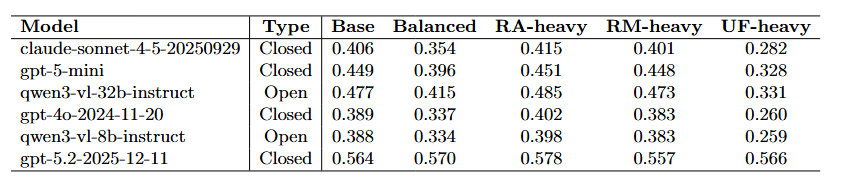 Model Type Base Balanced RA-heavy RM-heavy UF-heavy
claude-sonnet-4-5-20250929 Closed 0.406 0.354 0.415 0.401 0.282
gpt-5-mini Closed 0.449 0.396 0.451 0.448 0.328
qwen3-vl-32b-instruct Open 0.477 0.415 0.485 0.473 0.331
gpt-4o-2024-11-20 Closed 0.389 0.337 0.402 0.383 0.260
qwen3-vl-8b-instruct Open 0.388 0.334 0.398 0.383 0.259
gpt-5.2-2025-12-11 Closed 0.564 0.570 0.578 0.557 0.566